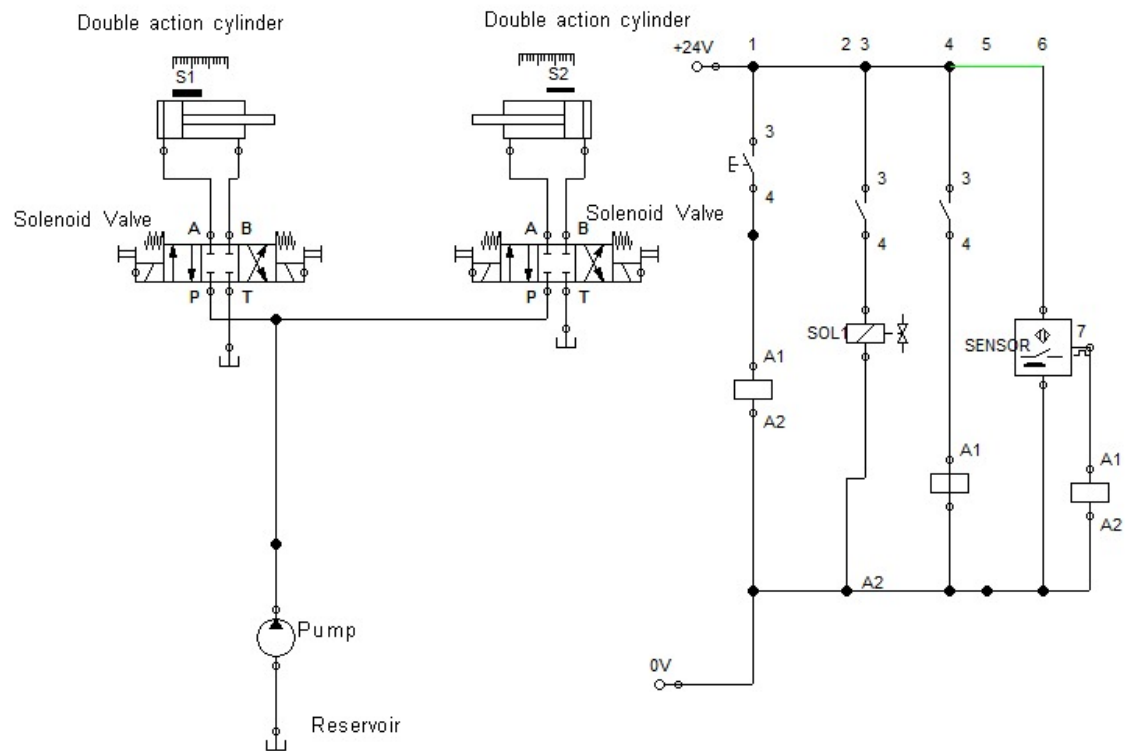 Double action cylinder
Double action cylinder
S1
S2
Solenoid Valve
A B
P T
A B
Solenoid Valve
P T
Pump
Reservoir
+24V
1 2 3 4 5 6
3
4
3
4
3
4
SOL1
SENSOR
7
A1
A2
A1
A1
A2
A2
0V